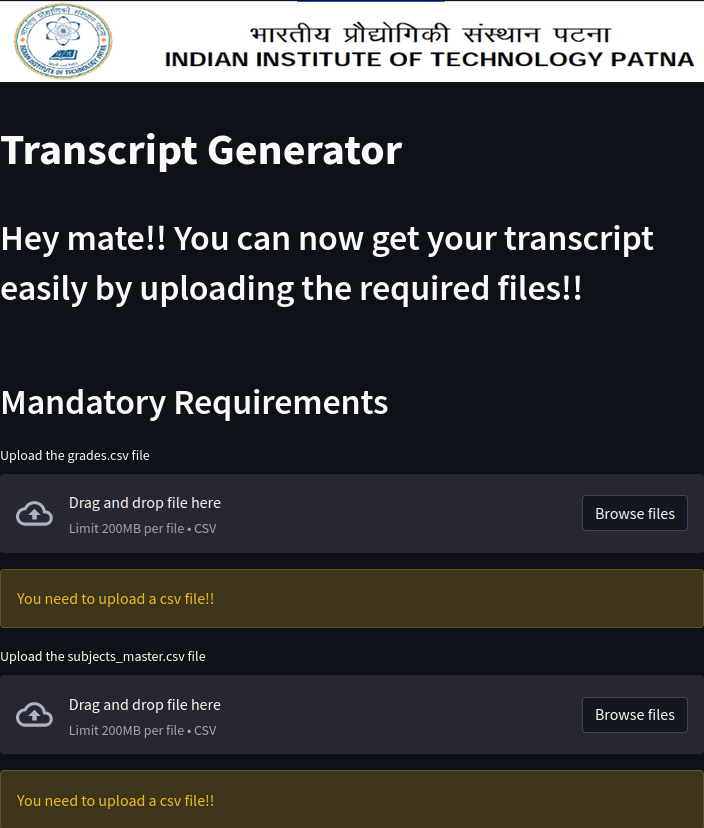 भारतीय प्रौद्योगिकी संस्थान पटना
INDIAN INSTITUTE OF TECHNOLOGY PATNA
Transcript Generator
Hey mate!! You can now get your transcript
easily by uploading the required files!!
Mandatory Requirements
Upload the grades.csv file
Drag and drop file here
Limit 200MB per file • CSV
Browse files
You need to upload a csv file!!
Upload the subjects_master.csv file
Drag and drop file here
Limit 200MB per file • CSV
Browse files
You need to upload a csv file!!